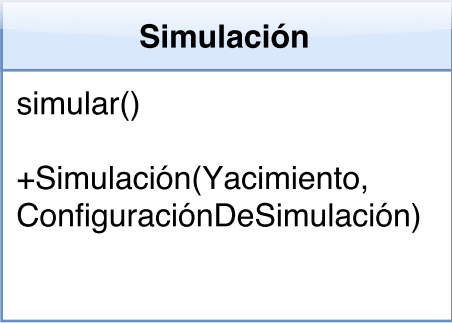 Simulación
simular()
+Simulación(Yacimiento,
ConfiguraciónDeSimulación)